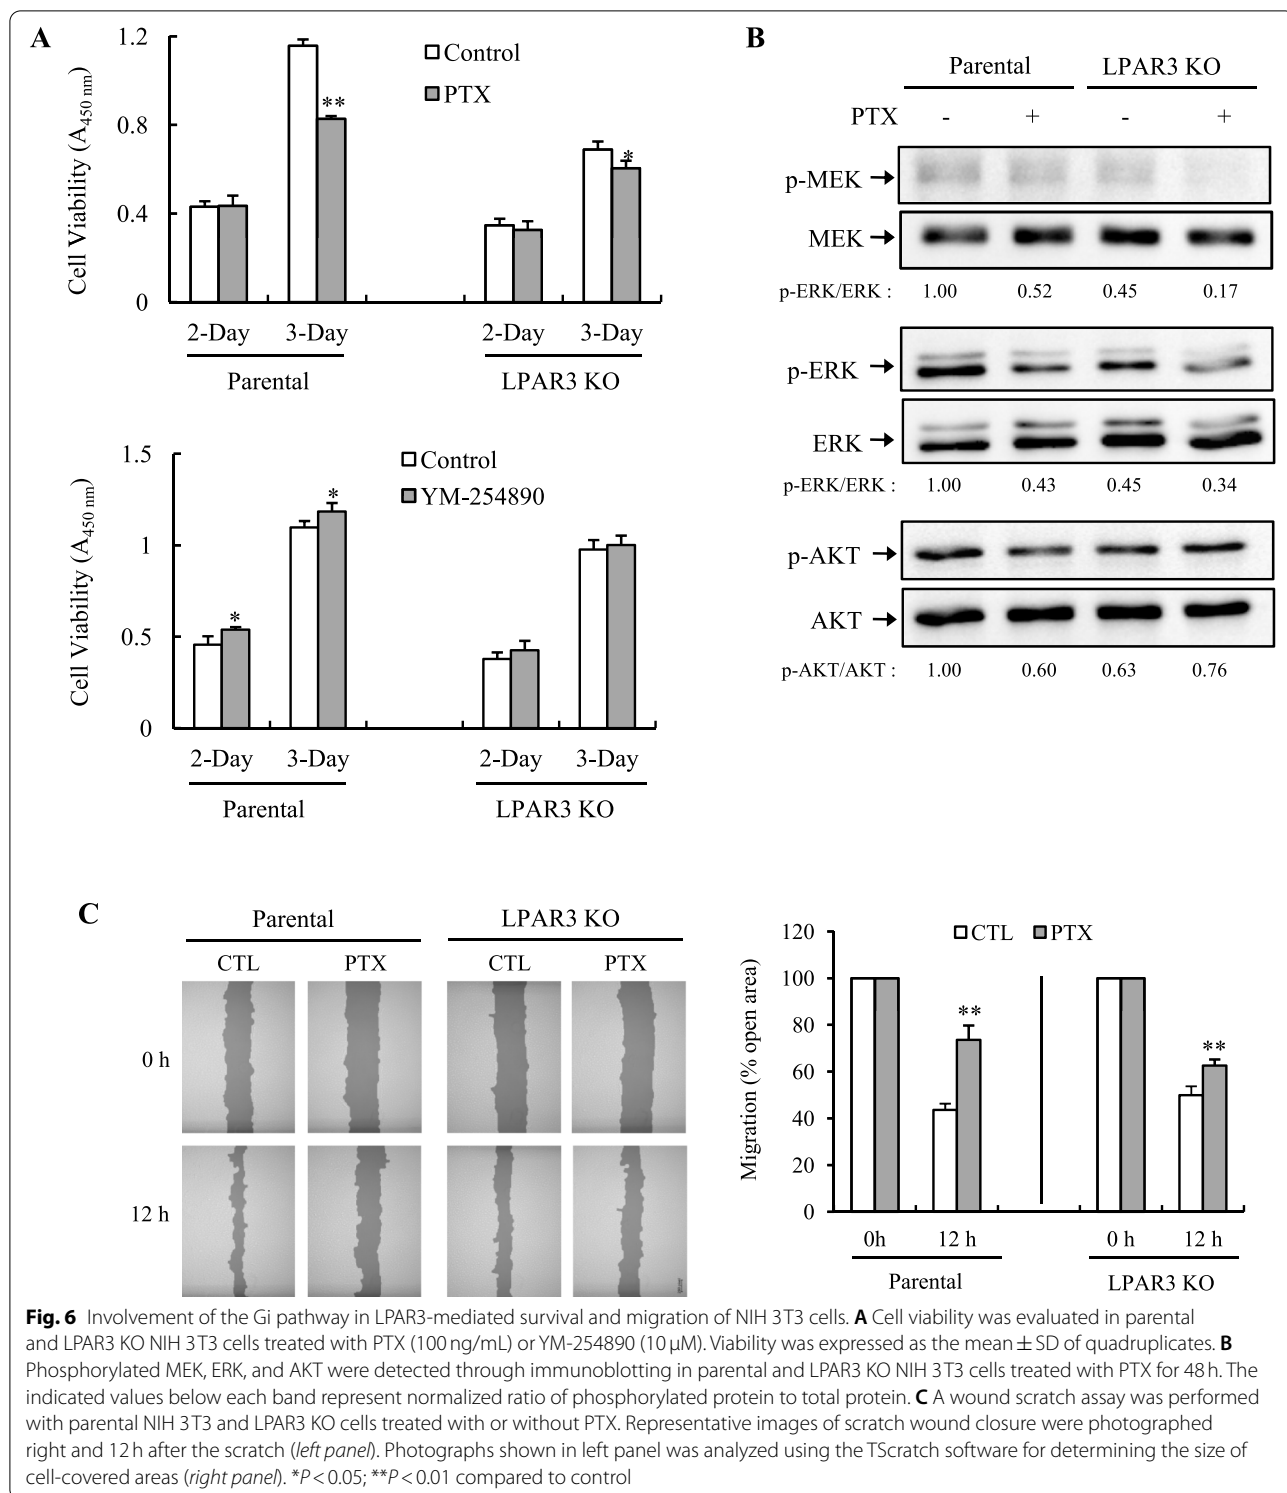 A
1.2
0.8
0.4
0
Cell Viability (A450 nm)
Control
PTX
**
*
2-Day 3-Day 2-Day 3-Day
Parental LPAR3 KO
1.5
1
0.5
0
Cell Viability (A450 nm)
Control
YM-254890
*
*
2-Day 3-Day 2-Day 3-Day
Parental LPAR3 KO
B
Parental LPAR3 KO
PTX - + - +
p-MEK
MEK
p-ERK/ERK : 1.00 0.52 0.45 0.17
p-ERK
ERK
p-ERK/ERK : 1.00 0.43 0.45 0.34
p-AKT
AKT
p-AKT/AKT : 1.00 0.60 0.63 0.76
C
Parental LPAR3 KO
CTL PTX CTL PTX
0 h
12 h
120
100
80
60
40
20
0
Migration (% open area)
CTL PTX
**
**
0h 12 h 0 h 12 h
Parental LPAR3 KO
Fig. 6 Involvement of the Gi pathway in LPAR3-mediated survival and migration of NIH 3T3 cells. A Cell viability was evaluated in parental
and LPAR3 KO NIH 3T3 cells treated with PTX (100 ng/mL) or YM-254890 (10 μM). Viability was expressed as the mean ± SD of quadruplicates. B
Phosphorylated MEK, ERK, and AKT were detected through immunoblotting in parental and LPAR3 KO NIH 3T3 cells treated with PTX for 48 h. The
indicated values below each band represent normalized ratio of phosphorylated protein to total protein. C A wound scratch assay was performed
with parental NIH 3T3 and LPAR3 KO cells treated with or without PTX. Representative images of scratch wound closure were photographed
right and 12 h after the scratch (left panel). Photographs shown in left panel was analyzed using the TScratch software for determining the size of
cell-covered areas (right panel). *P < 0.05; **P < 0.01 compared to control